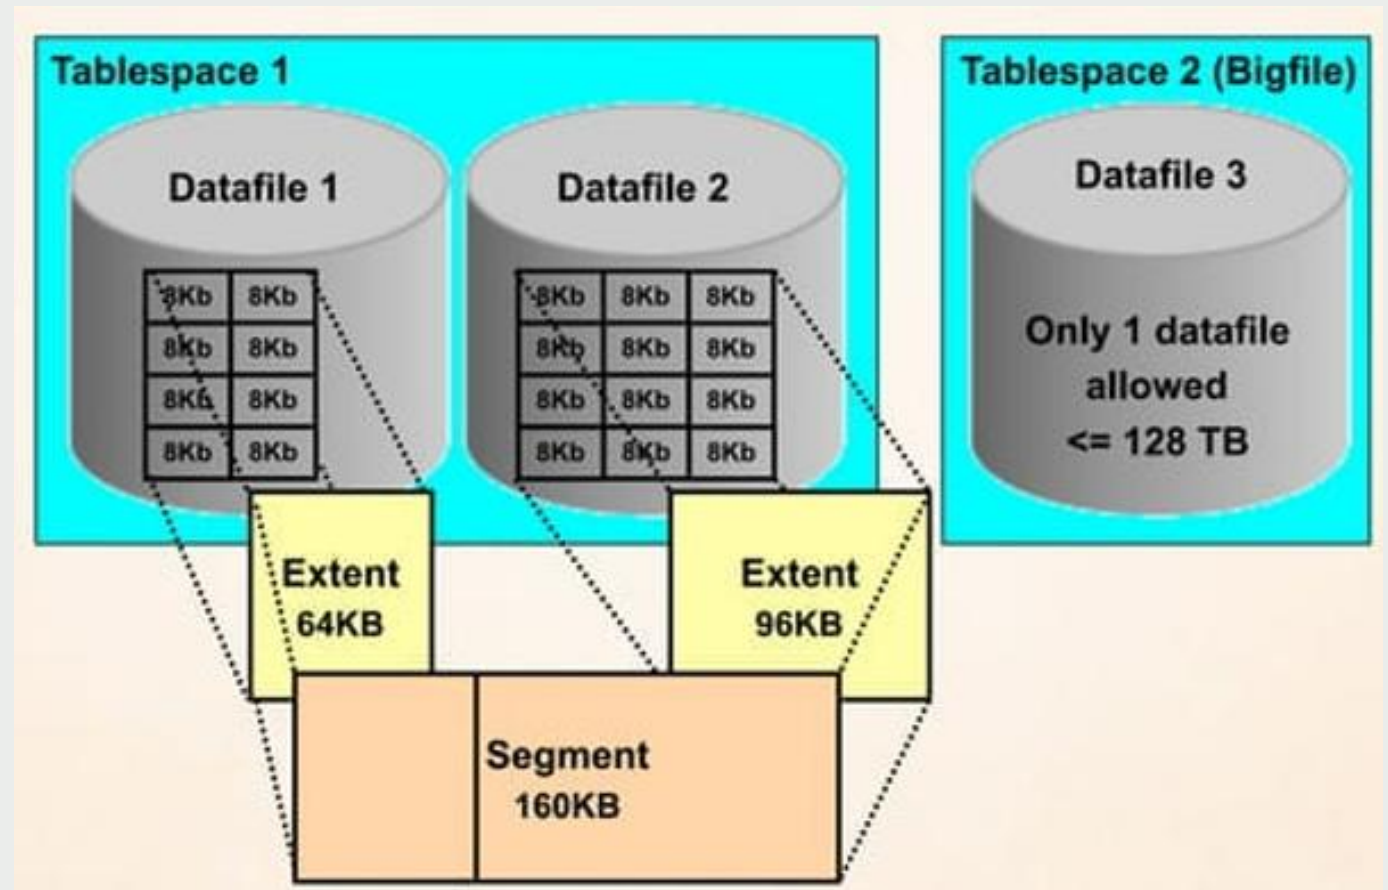 Tablespace 1
Datafile 1
8Kb 8Kb
8Kb 8Kb
8Kb 8Kb
8Kb 8Kb
Datafile 2
8Kb 8Kb 8Kb
8Kb 8Kb 8Kb
8Kb 8Kb 8Kb
8Kb 8Kb 8Kb
Tablespace 2 (Bigfile)
Datafile 3
Only 1 datafile
allowed
<= 128 TB
Extent
64KB
Extent
96KB
Segment
160KB